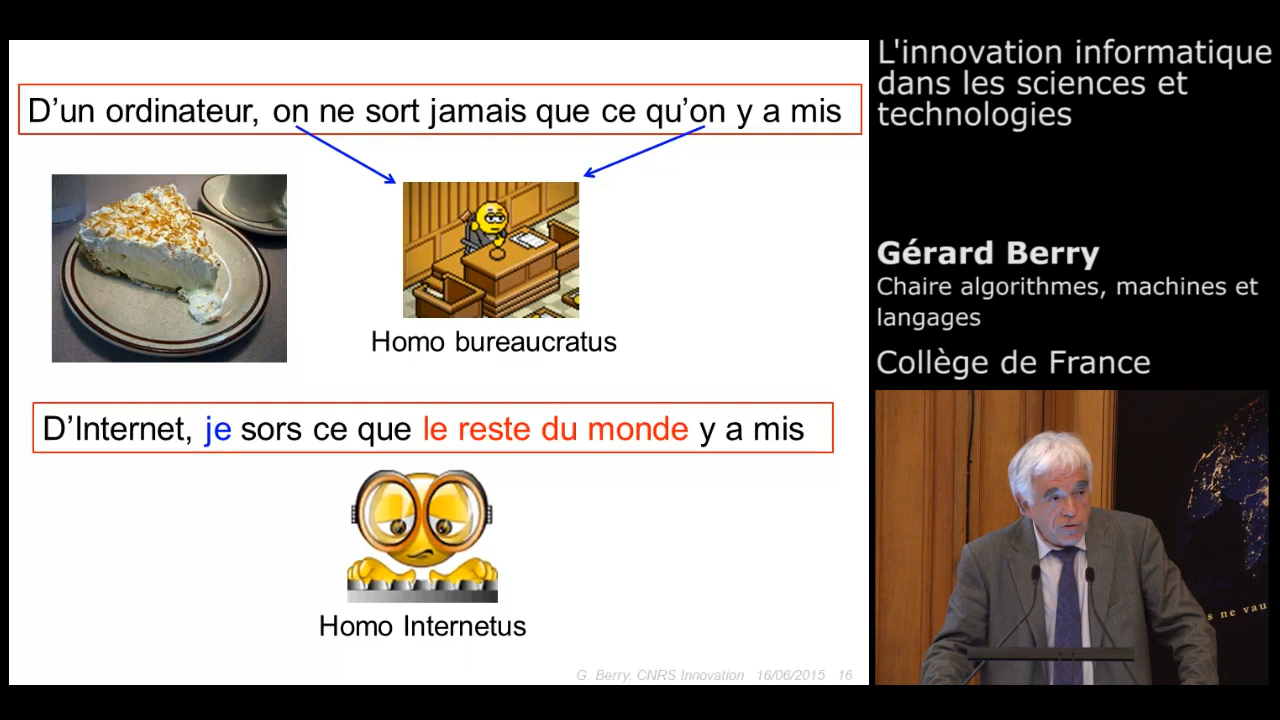 D’un ordinateur, on ne sort jamais que ce qu’on y a mis
Homo bureaucratus
D’Internet, je sors ce que le reste du monde y a mis
Homo Internetus
G. Berry, CNRS Innovation 16/06/2015 16
L'innovation informatique
dans les sciences et
technologies
Gérard Berry
Chaire algorithmes, machines et
langages
Collège de France
s ne vau